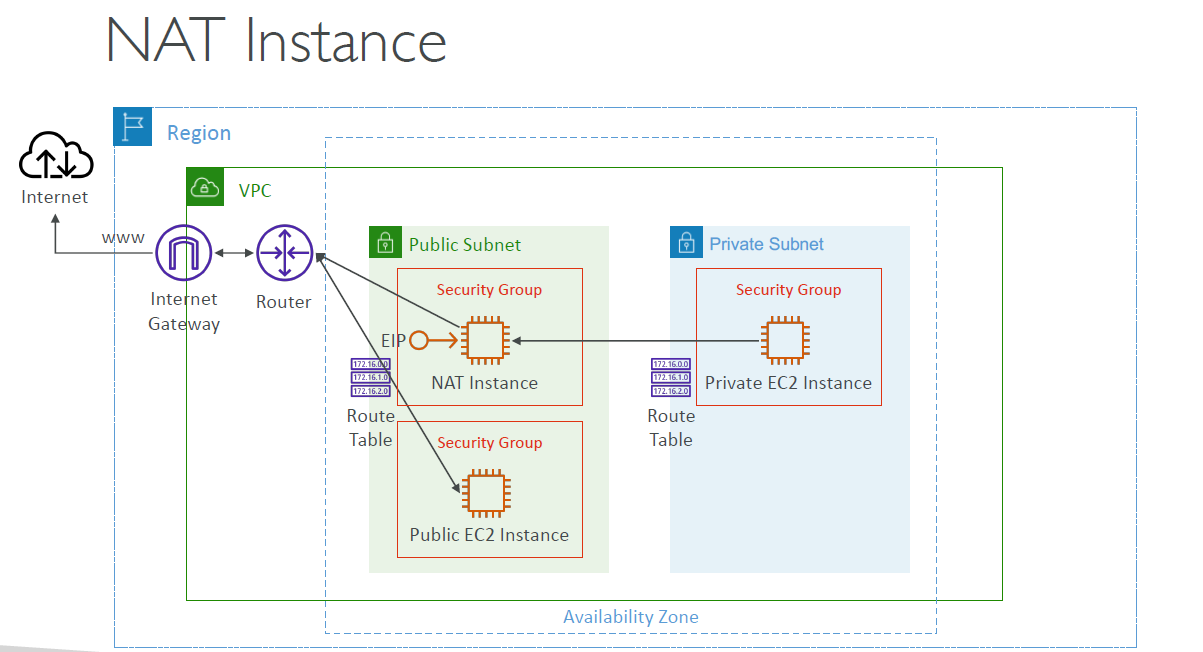 NAT Instance
Region
Internet
VPC
www
Internet
Gateway
Router
Public Subnet
Security Group
EIP
NAT Instance
172.16.0.0
172.16.1.0
172.16.2.0
Route
Table
Security Group
Public EC2 Instance
Private Subnet
Security Group
Private EC2 Instance
172.16.0.0
172.16.1.0
172.16.2.0
Route
Table
Availability Zone